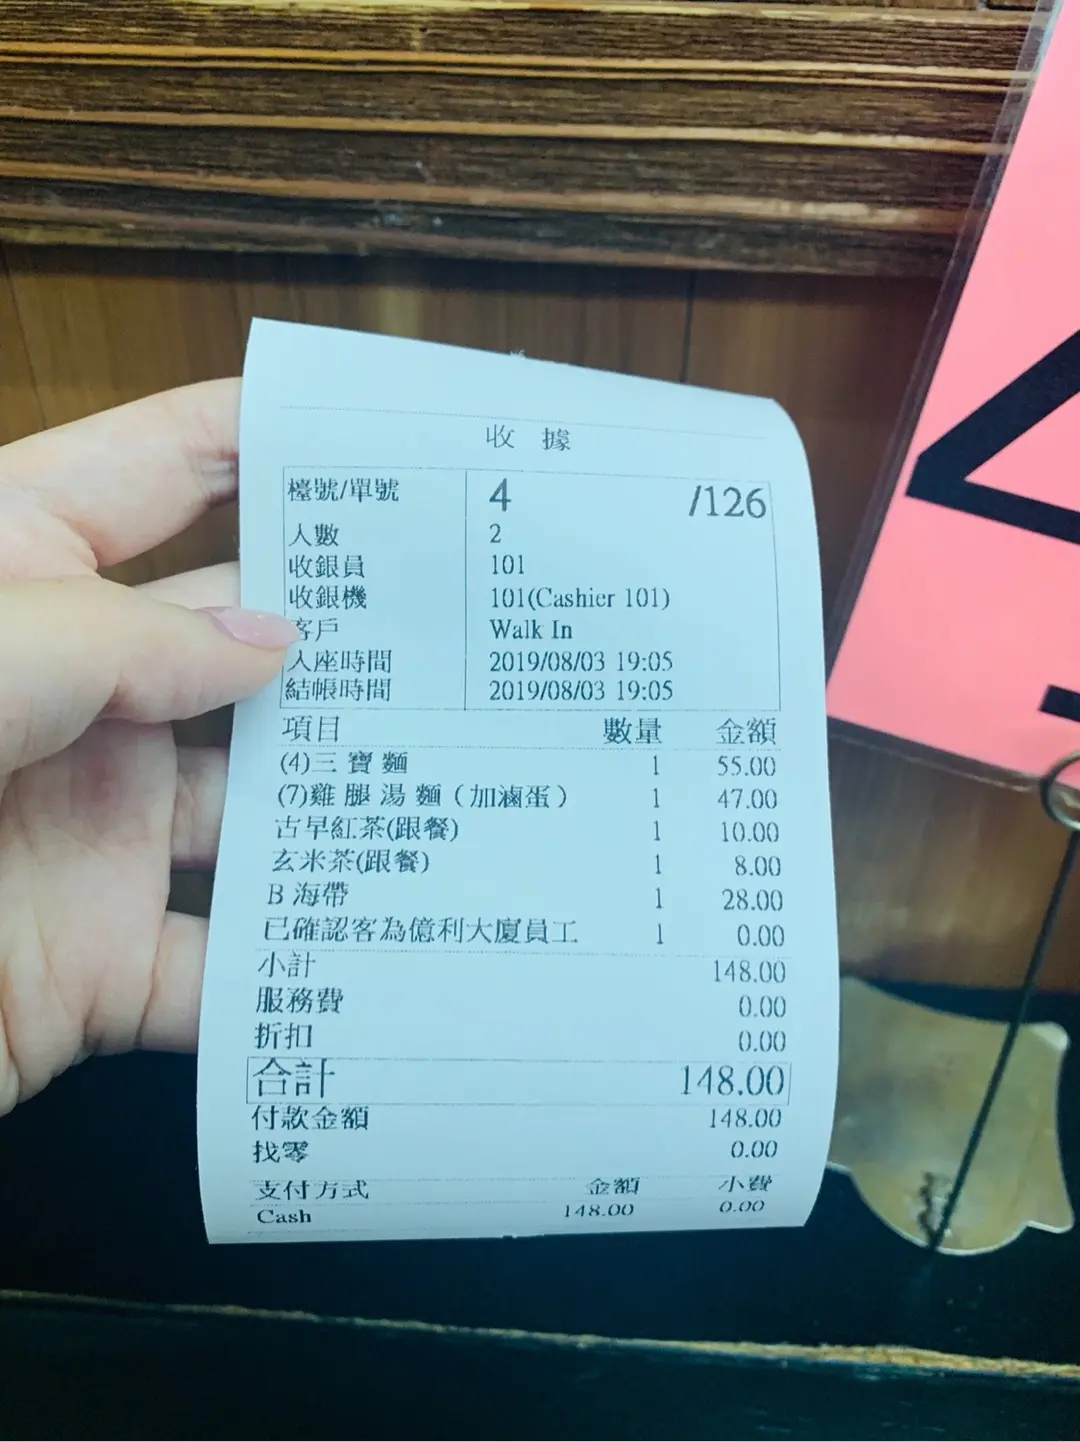 收 據
檯號/單號 4 /126
人數 2
收銀員 101
收銀機 101(Cashier 101)
客戶 Walk In
入座時間 2019/08/03 19:05
結帳時間 2019/08/03 19:05
項目 數量 金額
(4)三 寶 麵 1 55.00
(7)雞 腿 湯 麵（加滷蛋） 1 47.00
古早紅茶(跟餐) 1 10.00
玄米茶(跟餐) 1 8.00
B 海帶 1 28.00
已確認客為億利大廈員工 1 0.00
小計 148.00
服務費 0.00
折扣 0.00
合計 148.00
付款金額 148.00
找零 0.00
支付方式 金額 小費
Cash 148.00 0.00